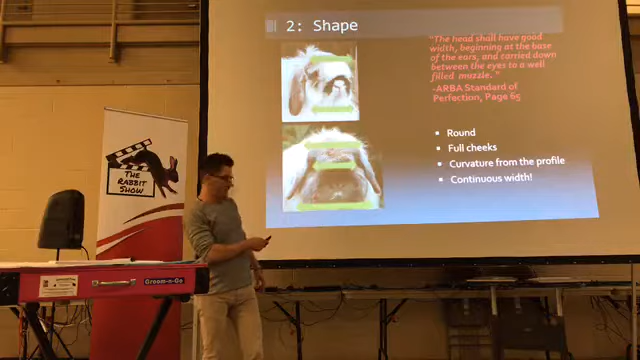 2: Shape
"The head shall have good
width, beginning at the base
of the ears, and carried down
between the eyes to a well
filled muzzle."
-ARBA Standard of
Perfection, Page 65
▪ Round
▪ Full cheeks
▪ Curvature from the profile
▪ Continuous width!
THE
RABBIT
SHOW
Groom-n-Go